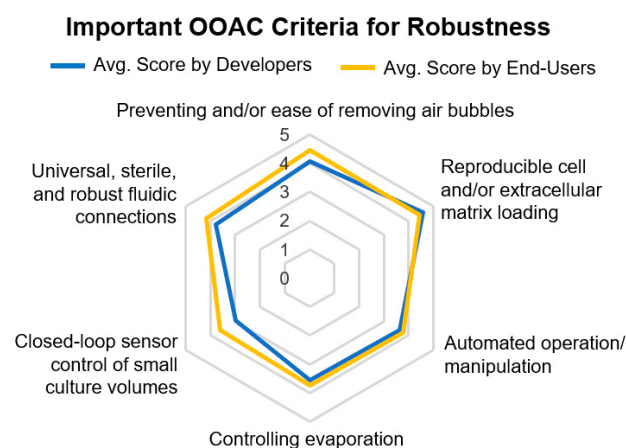 Important OOAC Criteria for Robustness
Avg. Score by Developers
Avg. Score by End-Users
Preventing and/or ease of removing air bubbles
5
4
3
2
1
0
Universal, sterile,
and robust fluidic
connections
Reproducible cell
and/or extracellular
matrix loading
Closed-loop sensor
control of small
culture volumes
Automated operation/
manipulation
Controlling evaporation